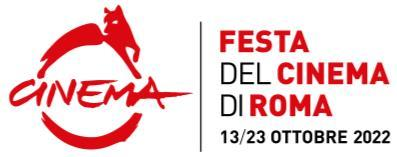 CINEMA
FESTA
DEL CINEMA
DI ROMA
13/23 OTTOBRE 2022